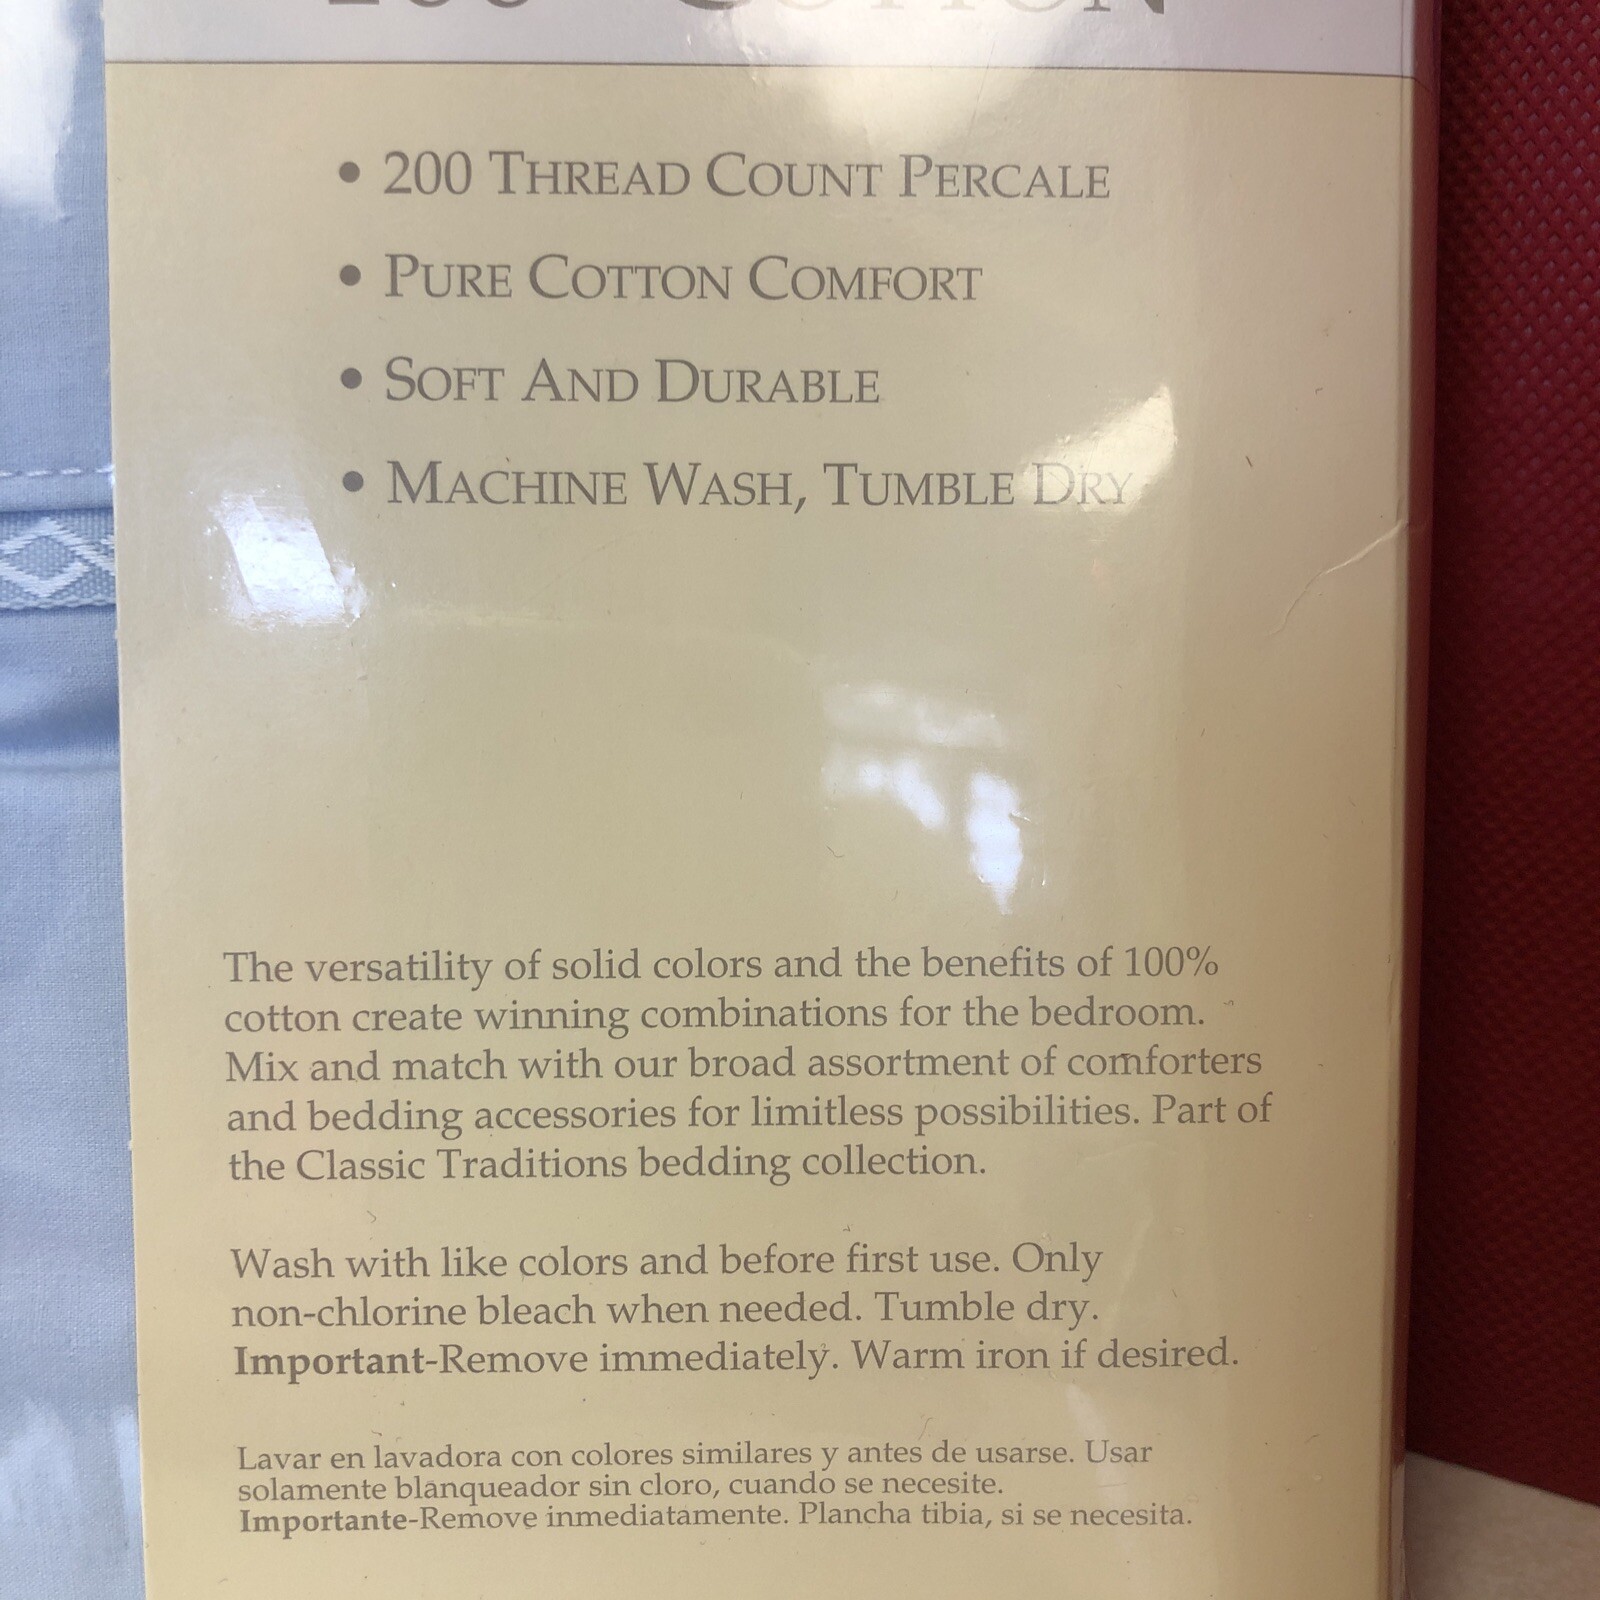 COTTON
• 200 THREAD COUNT PERCALE
• PURE COTTON COMFORT
• SOFT AND DURABLE
• MACHINE WASH, TUMBLE DRY
The versatility of solid colors and the benefits of 100%
cotton create winning combinations for the bedroom.
Mix and match with our broad assortment of comforters
and bedding accessories for limitless possibilities. Part of
the Classic Traditions bedding collection.
Wash with like colors and before first use. Only
non-chlorine bleach when needed. Tumble dry.
Important-Remove immediately. Warm iron if desired.
Lavar en lavadora con colores similares y antes de usarse. Usar
solamente blanqueador sin cloro, cuando se necesite.
Importante-Remove inmediatamente. Plancha tibia, si se necesita.